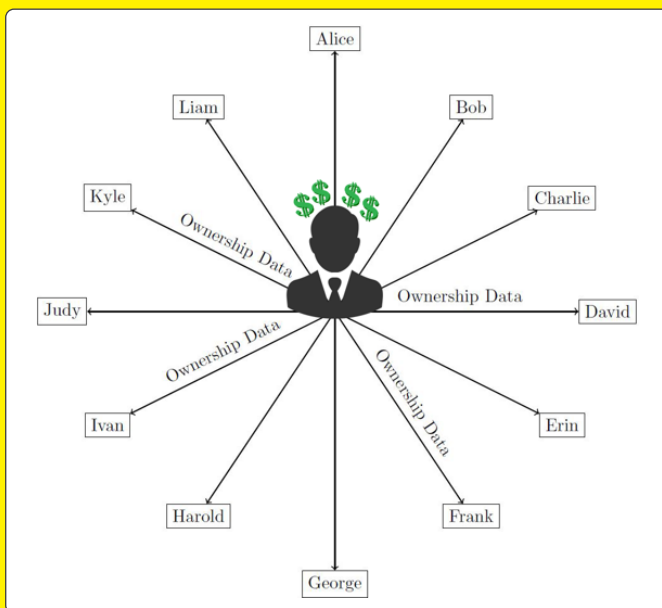 Alice
Liam
Bob
$$ $$
Kyle
Charlie
Ownership Data
Judy
Ownership Data
David
Ownership Data
Ownership Data
Ivan
Erin
Harold
Frank
George